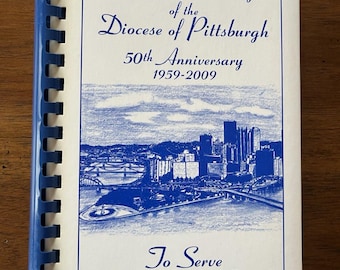 of the
Diocese of Pittsburgh
50th Anniversary
1959-2009
To Serve